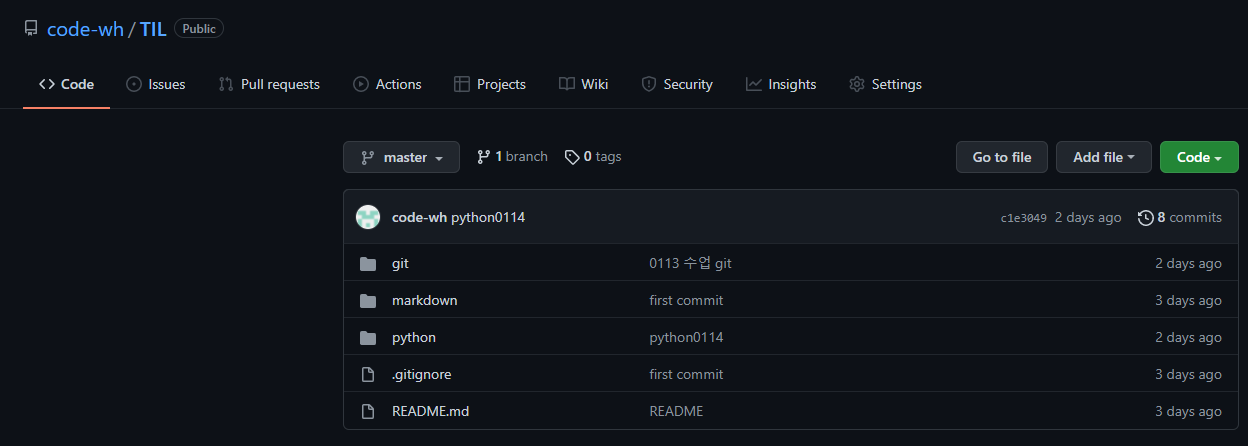 code-wh / TIL Public
Code Issues Pull requests Actions Projects Wiki Security Insights Settings
master 1 branch 0 tags Go to file Add file Code
code-wh python0114 c1e3049 2 days ago 8 commits
git 0113 수업 git 2 days ago
markdown first commit 3 days ago
python python0114 2 days ago
.gitignore first commit 3 days ago
README.md README 3 days ago